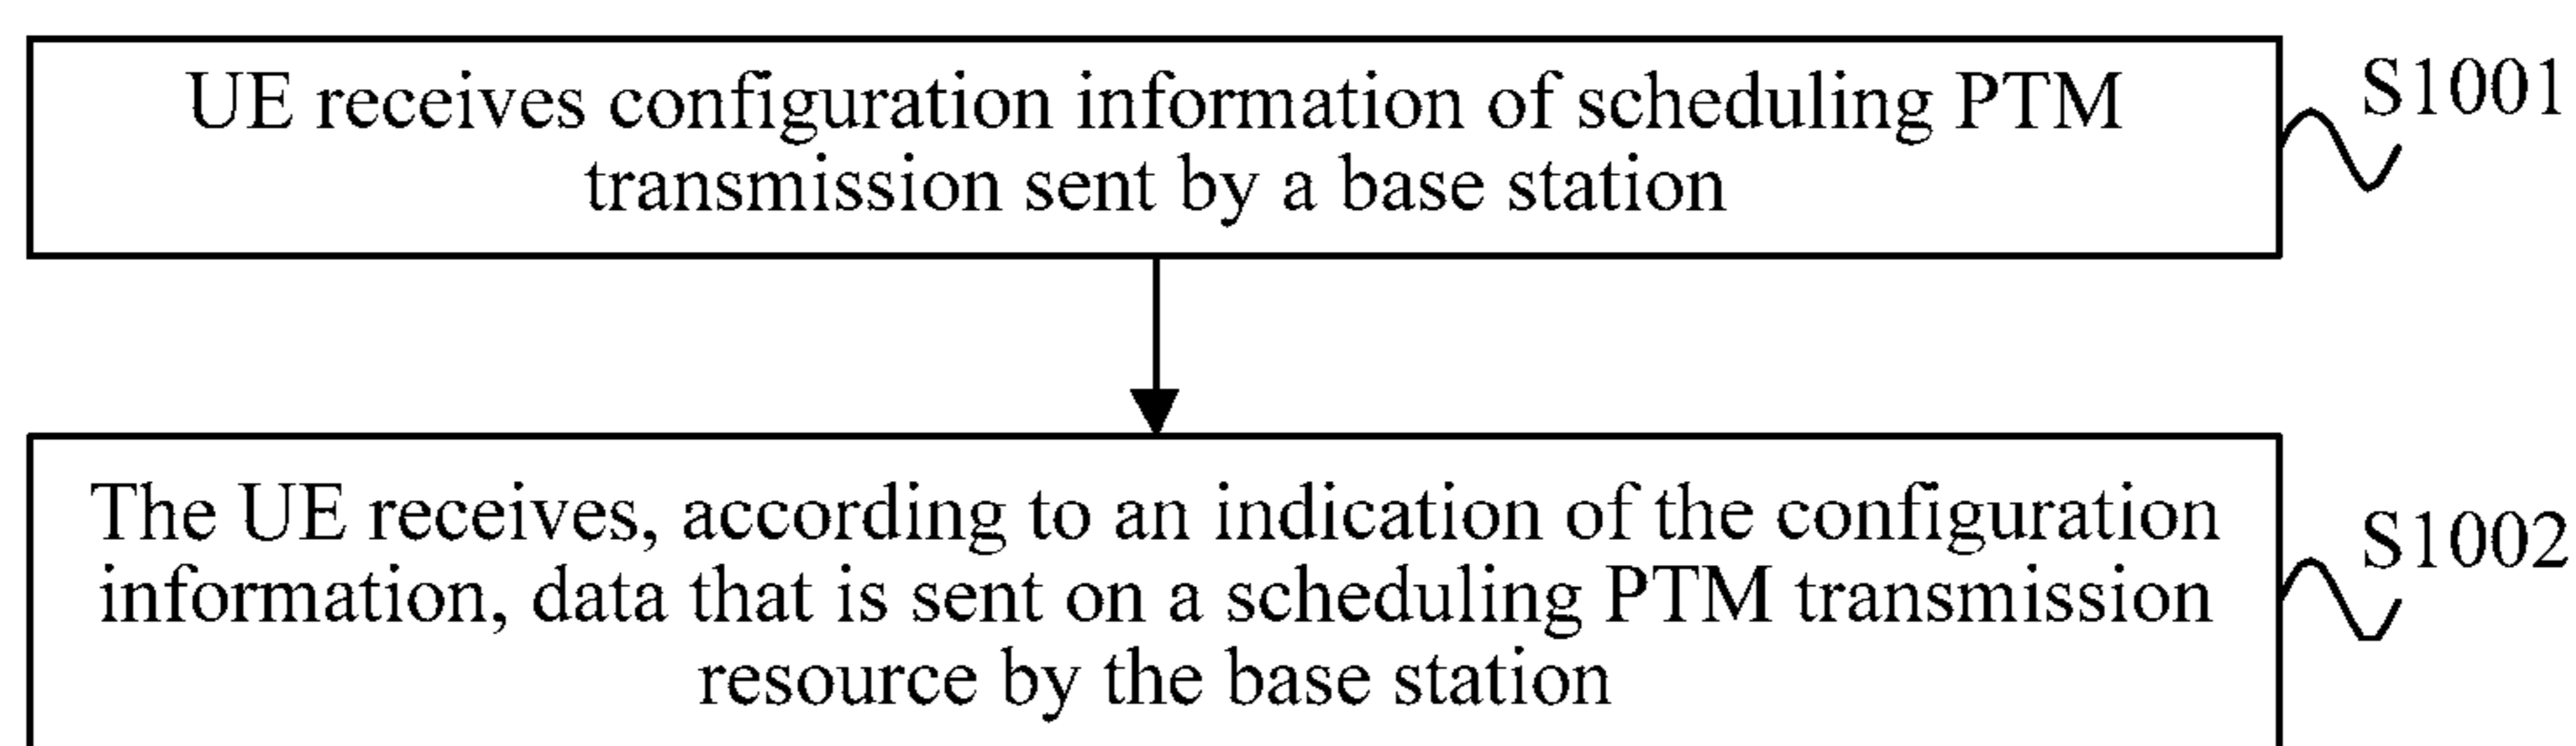 UE receives configuration information of scheduling PTM
transmission sent by a base station
S1001
The UE receives, according to an indication of the configuration
information, data that is sent on a scheduling PTM transmission
resource by the base station
S1002